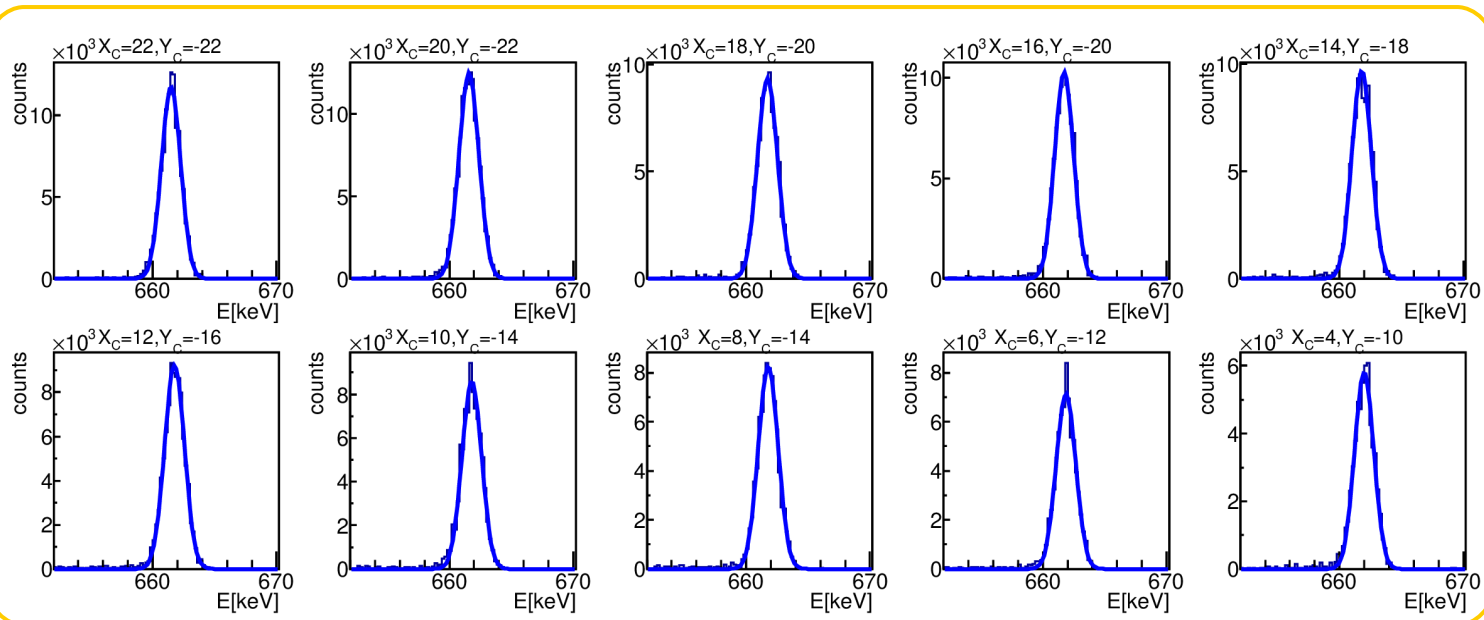 ×10³ X_C=22,Y_C=-22
counts
10
5
0
660 670
E[keV]
×10³ X_C=20,Y_C=-22
counts
10
5
0
660 670
E[keV]
×10³ X_C=18,Y_C=-20
counts
10
5
0
660 670
E[keV]
×10³ X_C=16,Y_C=-20
counts
10
5
0
660 670
E[keV]
×10³ X_C=14,Y_C=-18
counts
10
5
0
660 670
E[keV]
×10³ X_C=12,Y_C=-16
counts
8
6
4
2
0
660 670
E[keV]
×10³ X_C=10,Y_C=-14
counts
8
6
4
2
0
660 670
E[keV]
×10³ X_C=8,Y_C=-14
counts
8
6
4
2
0
660 670
E[keV]
×10³ X_C=6,Y_C=-12
counts
8
6
4
2
0
660 670
E[keV]
×10³ X_C=4,Y_C=-10
counts
6
4
2
0
660 670
E[keV]